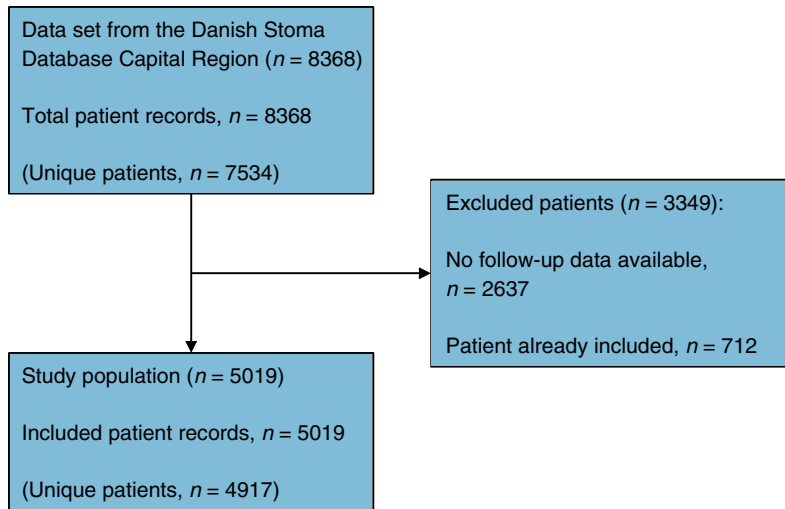 Data set from the Danish Stoma
Database Capital Region (n = 8368)
Total patient records, n = 8368
(Unique patients, n = 7534)
Excluded patients (n = 3349):
No follow-up data available,
n = 2637
Patient already included, n = 712
Study population (n = 5019)
Included patient records, n = 5019
(Unique patients, n = 4917)